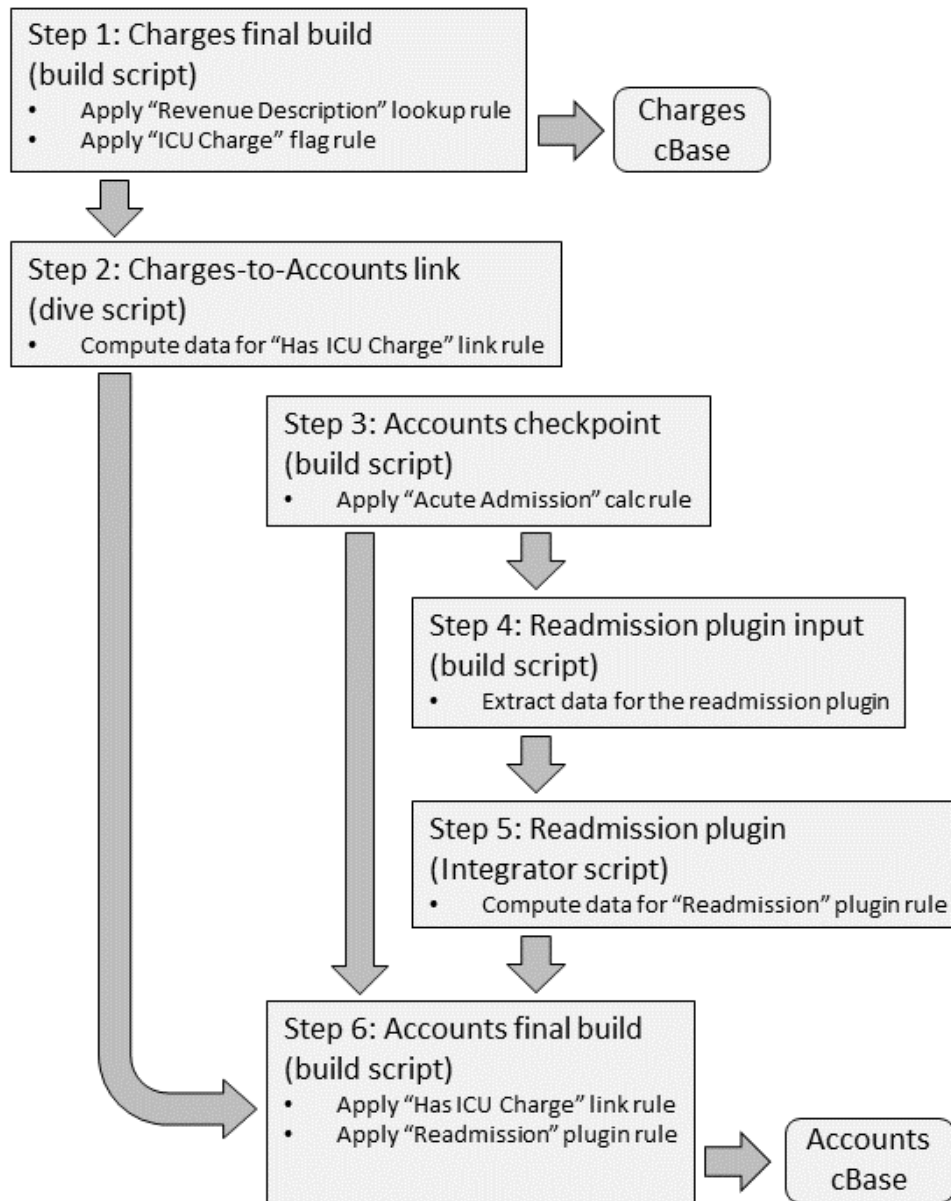 Step 1: Charges final build
(build script)
• Apply “Revenue Description” lookup rule
• Apply “ICU Charge” flag rule
Charges
cBase
Step 2: Charges-to-Accounts link
(dive script)
• Compute data for “Has ICU Charge” link rule
Step 3: Accounts checkpoint
(build script)
• Apply “Acute Admission” calc rule
Step 4: Readmission plugin input
(build script)
• Extract data for the readmission plugin
Step 5: Readmission plugin
(Integrator script)
• Compute data for “Readmission” plugin rule
Step 6: Accounts final build
(build script)
• Apply “Has ICU Charge” link rule
• Apply “Readmission” plugin rule
Accounts
cBase